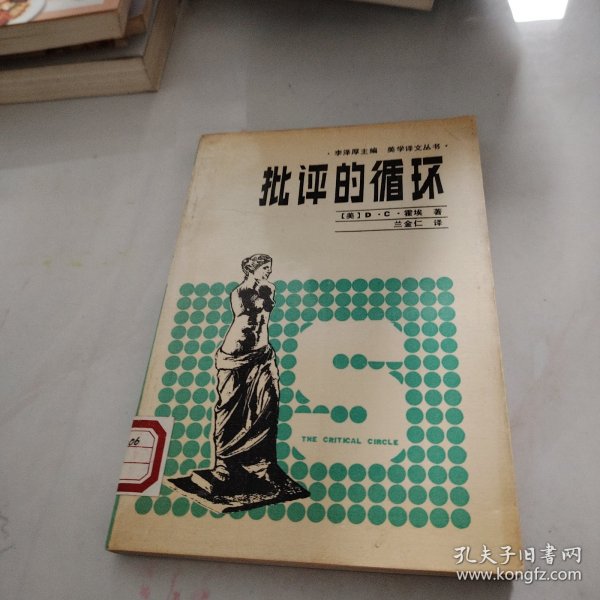 ·李泽厚主编 美学译文丛书·
批评的循环
〔美〕D·C·霍埃 著
兰金仁 译
THE CRITICAL CIRCLE
06
孔夫子旧书网
www.kongfz.com